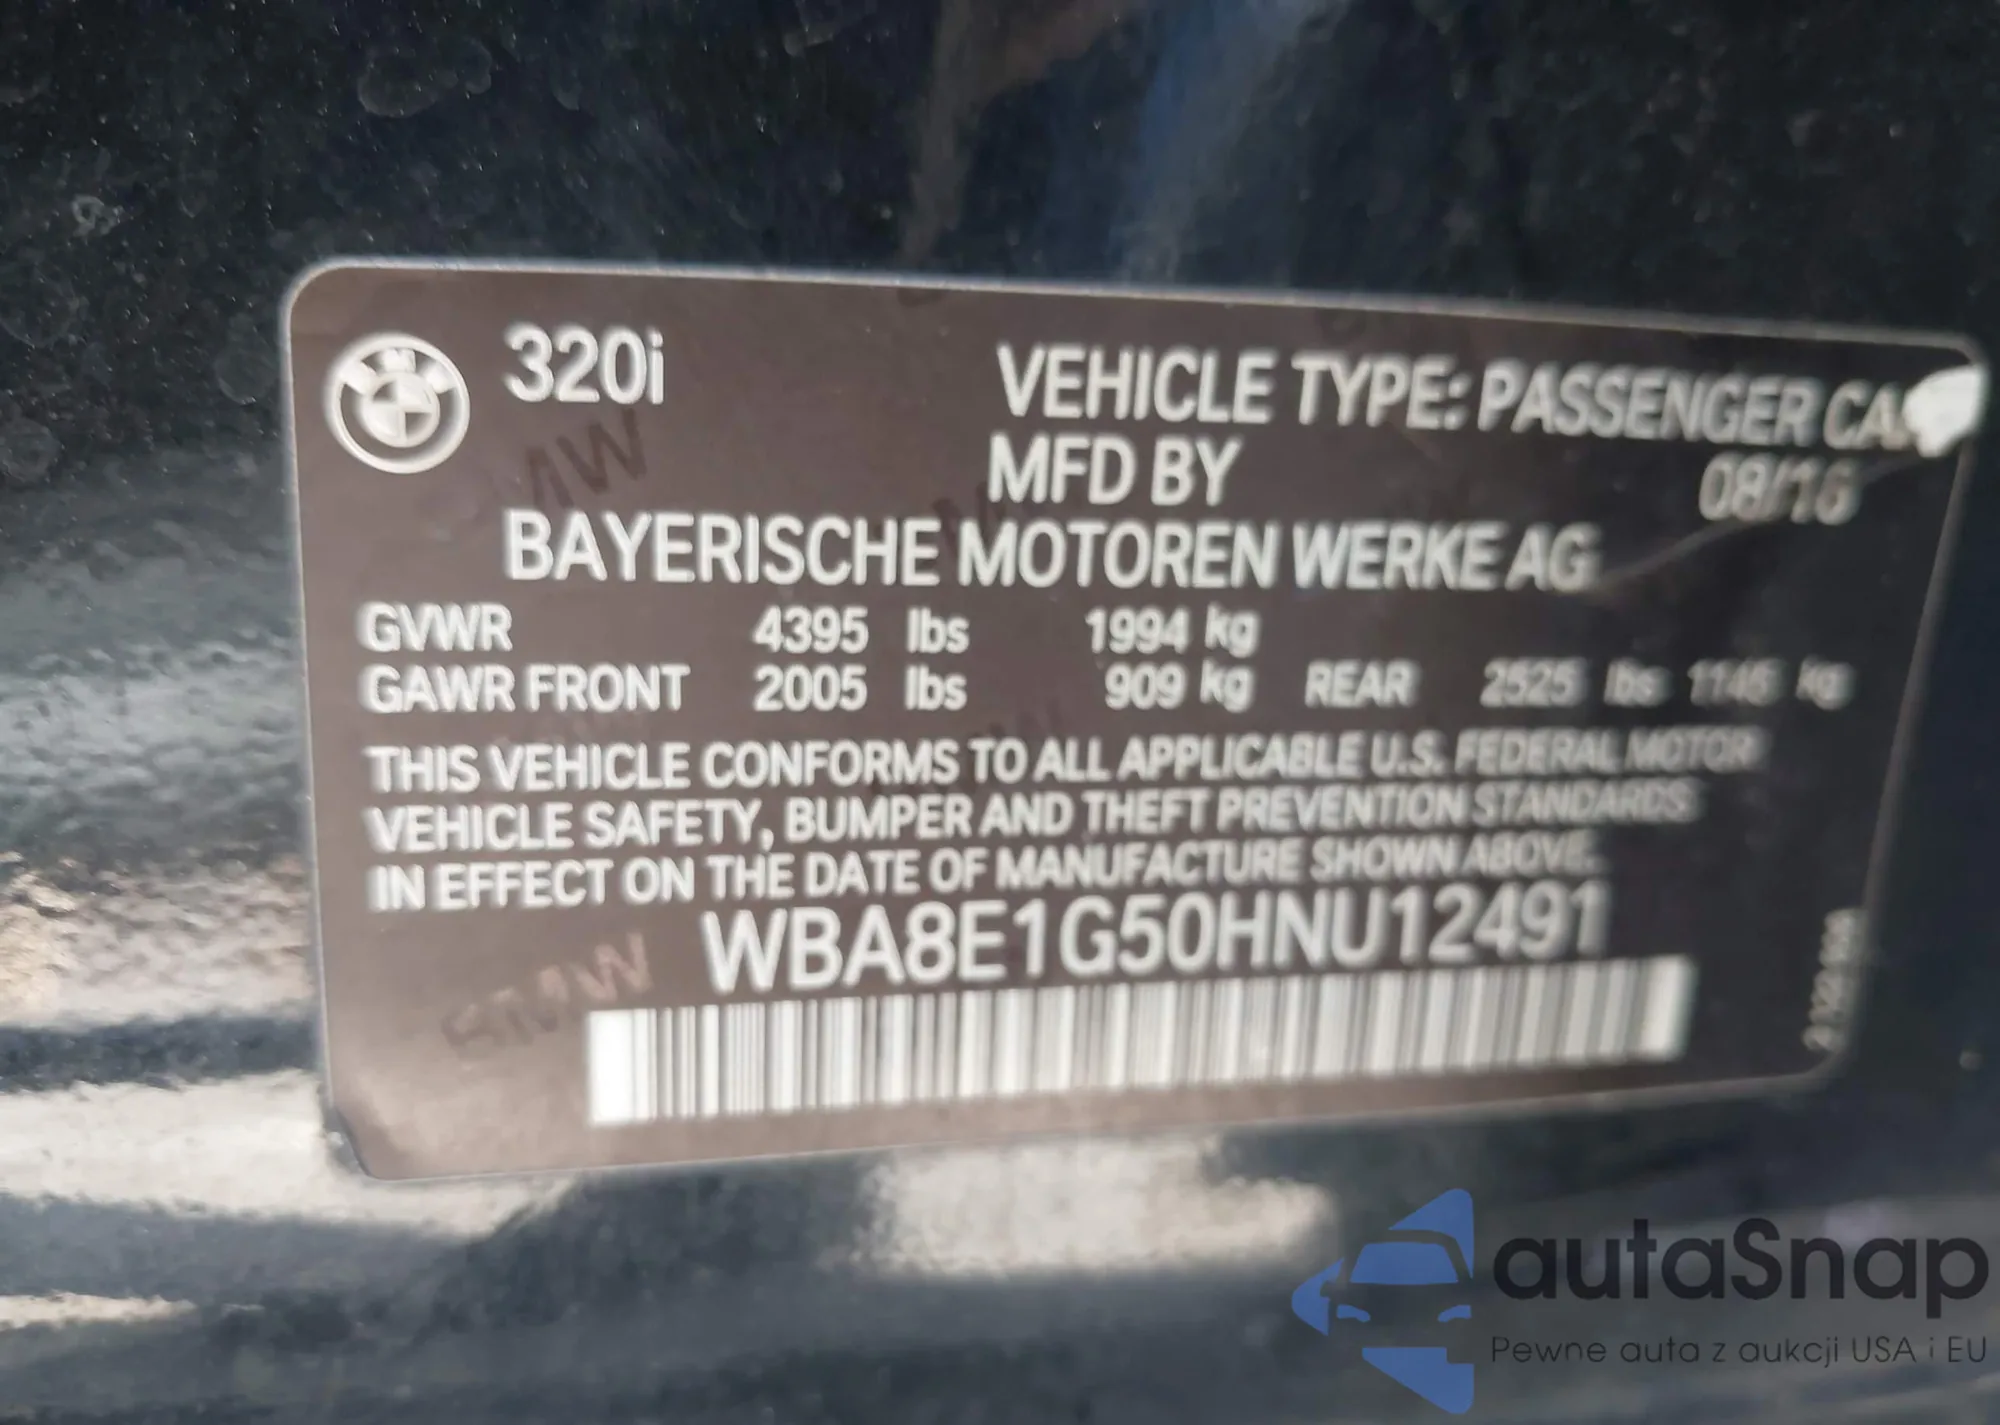 320i
VEHICLE TYPE: PASSENGER
MFD BY
08/16
BAYERISCHE MOTOREN WERKE AG
GVWR 4395 lbs 1994 kg
GAWR FRONT 2005 lbs 909 kg REAR 2525 lbs 1145 kg
THIS VEHICLE CONFORMS TO ALL APPLICABLE U.S. FEDERAL MOTOR
VEHICLE SAFETY, BUMPER AND THEFT PREVENTION STANDARDS
IN EFFECT ON THE DATE OF MANUFACTURE SHOWN ABOVE.
WBA8E1G50HNU12491
BMW
autaSnap
Pewne auta z aukcji USA i EU